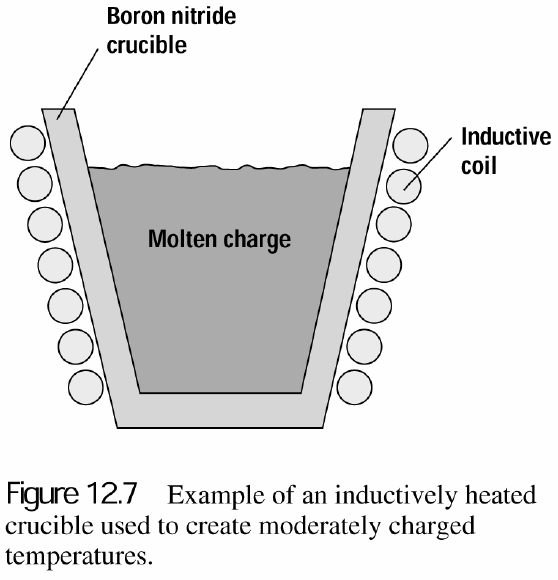 Boron nitride
crucible
Inductive
coil
Molten charge
Figure 12.7 Example of an inductively heated
crucible used to create moderately charged
temperatures.